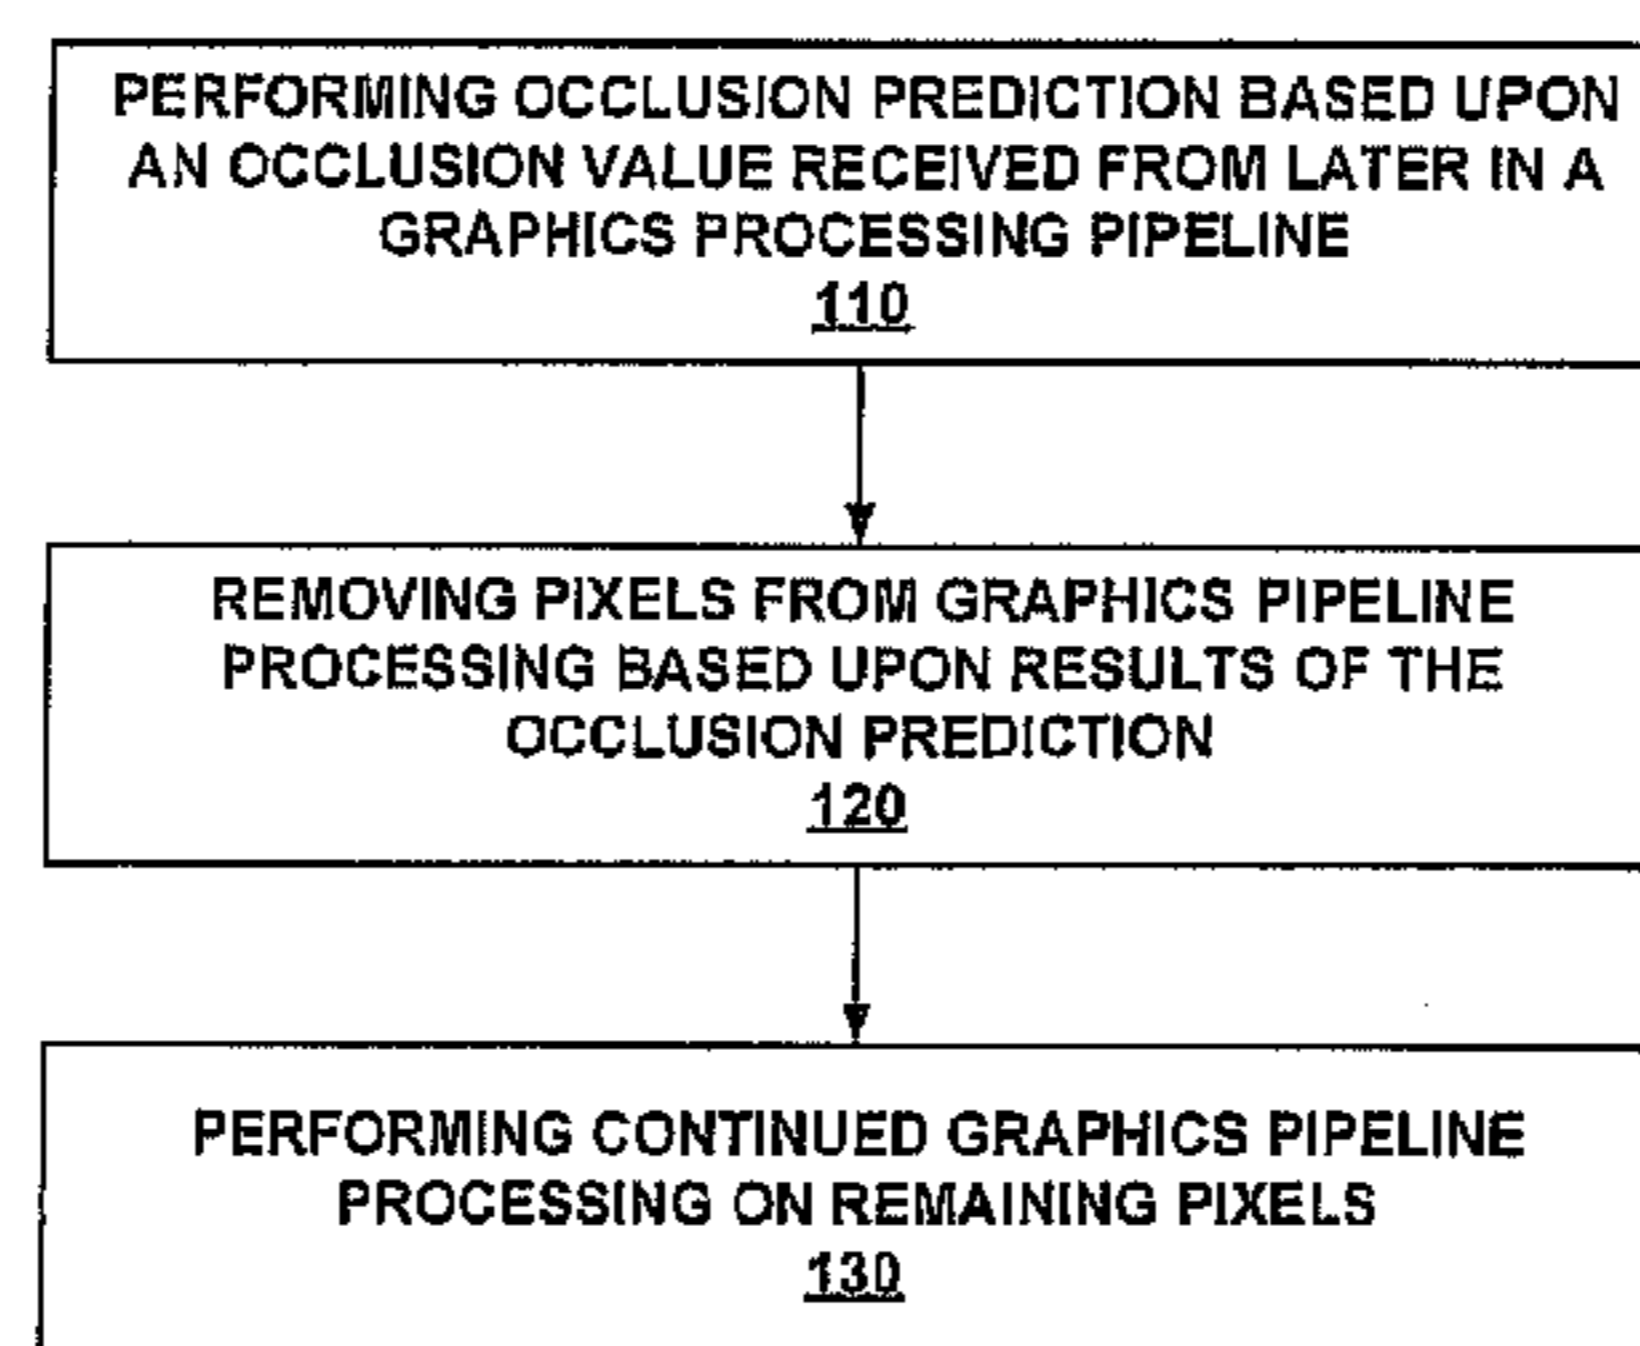 PERFORMING OCCLUSION PREDICTION BASED UPON
AN OCCLUSION VALUE RECEIVED FROM LATER IN A
GRAPHICS PROCESSING PIPELINE
110
REMOVING PIXELS FROM GRAPHICS PIPELINE
PROCESSING BASED UPON RESULTS OF THE
OCCLUSION PREDICTION
120
PERFORMING CONTINUED GRAPHICS PIPELINE
PROCESSING ON REMAINING PIXELS
130